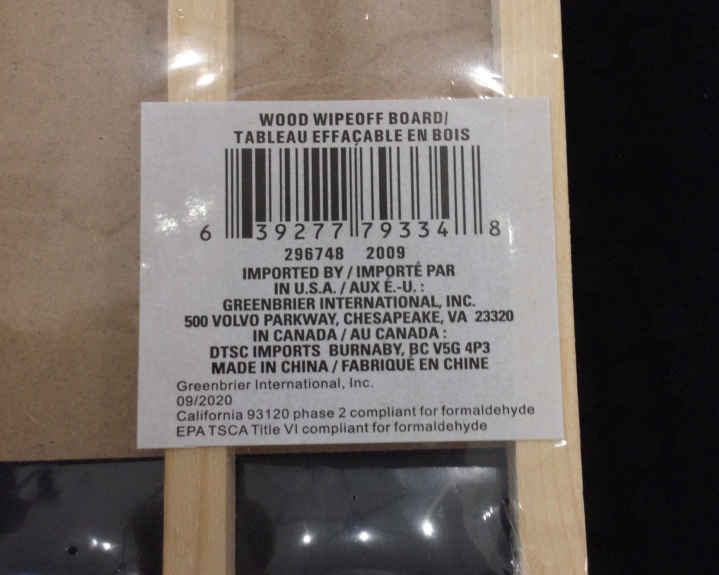 WOOD WIPEOFF BOARD/
TABLEAU EFFAÇABLE EN BOIS
6 39277 79334 8
296748 2009
IMPORTED BY / IMPORTÉ PAR
IN U.S.A. / AUX É.-U. :
GREENBRIER INTERNATIONAL, INC.
500 VOLVO PARKWAY, CHESAPEAKE, VA 23320
IN CANADA / AU CANADA :
DTSC IMPORTS BURNABY, BC V5G 4P3
MADE IN CHINA / FABRIQUÉ EN CHINE
Greenbrier International, Inc.
09/2020
California 93120 phase 2 compliant for formaldehyde
EPA TSCA Title VI compliant for formaldehyde